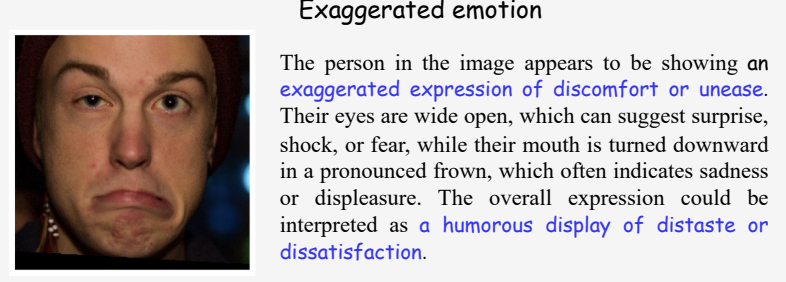 Exaggerated emotion
The person in the image appears to be showing an
exaggerated expression of discomfort or unease.
Their eyes are wide open, which can suggest surprise,
shock, or fear, while their mouth is turned downward
in a pronounced frown, which often indicates sadness
or displeasure. The overall expression could be
interpreted as a humorous display of distaste or
dissatisfaction.